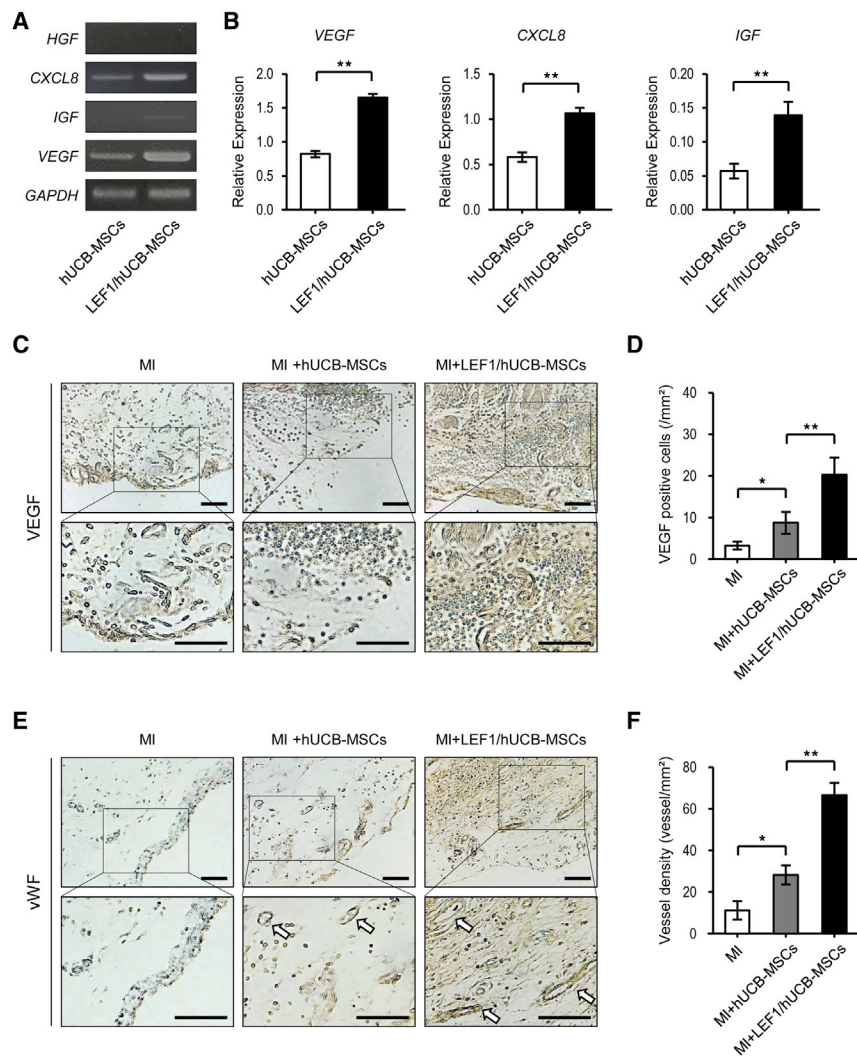 A
HGF
CXCL8
IGF
VEGF
GAPDH
hUCB-MSCs
LEF1/hUCB-MSCs
B
VEGF
Relative Expression
2.0
1.5
1.0
0.5
0.0
**
hUCB-MSCs
LEF1/hUCB-MSCs
CXCL8
Relative Expression
1.5
1.0
0.5
0.0
**
hUCB-MSCs
LEF1/hUCB-MSCs
IGF
Relative Expression
0.20
0.15
0.10
0.05
0.00
**
hUCB-MSCs
LEF1/hUCB-MSCs
C
MI
MI +hUCB-MSCs
MI+LEF1/hUCB-MSCs
VEGF
D
VEGF positive cells (/mm²)
40
30
20
10
0
*
**
MI
MI+hUCB-MSCs
MI+LEF1/hUCB-MSCs
E
MI
MI +hUCB-MSCs
MI+LEF1/hUCB-MSCs
vWF
F
Vessel density (vessel/mm²)
80
60
40
20
0
*
**
MI
MI+hUCB-MSCs
MI+LEF1/hUCB-MSCs